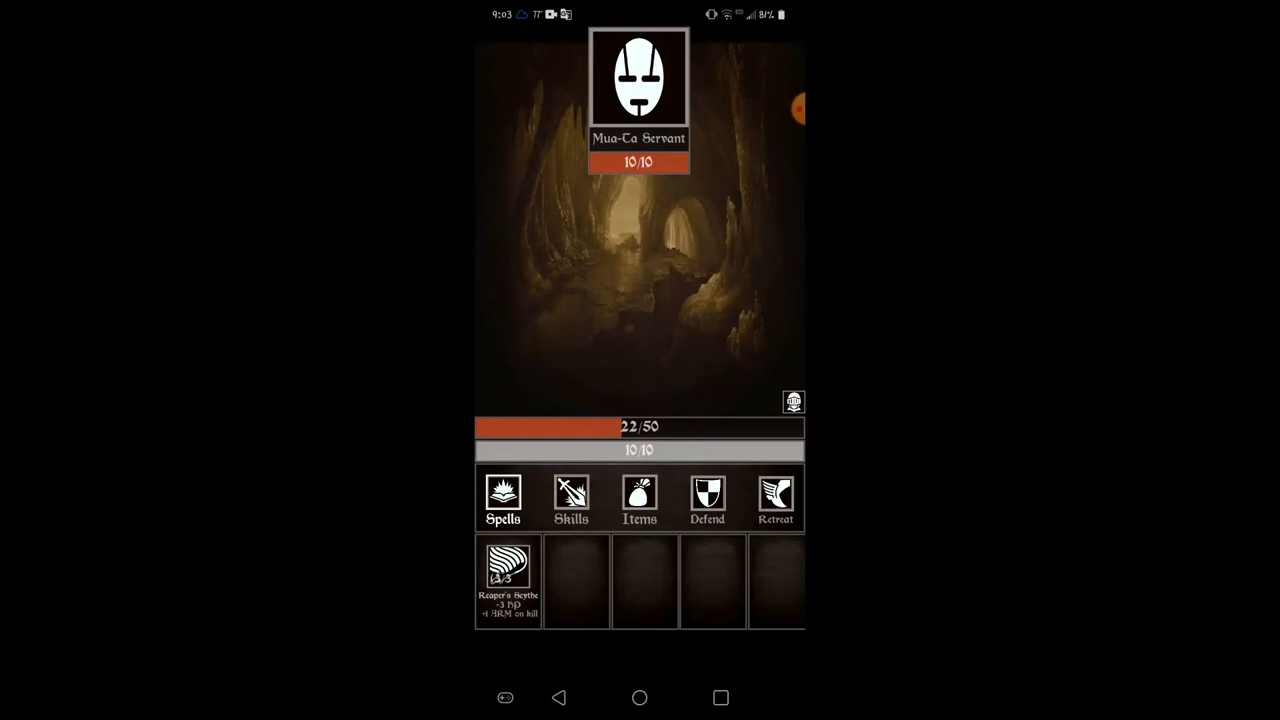 9:03 77° 81%
Mua-Ta Servant
10/10
22/50
10/10
Spells Skills Items Defend Retreat
3/3
Reaper's Scythe
-3 HP
+1 ARM on kill